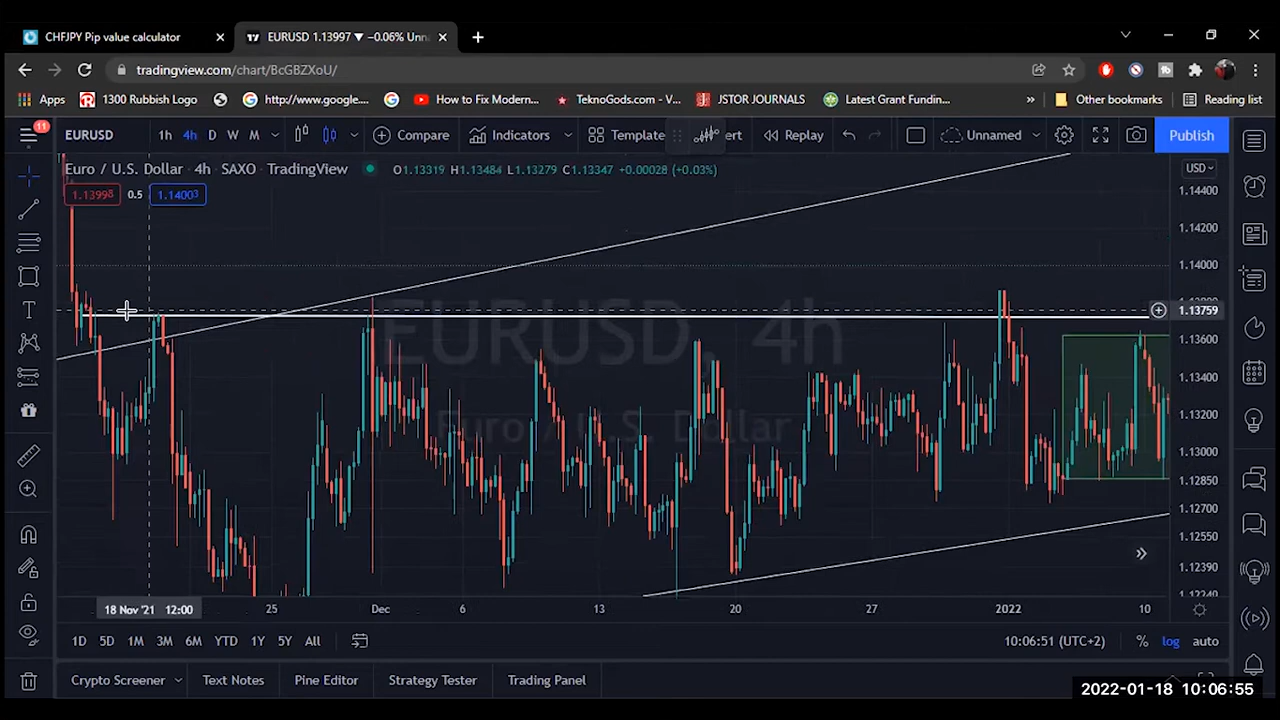 CHFJPY Pip value calculator
EURUSD 1.13997 ▼ −0.06% Unn
tradingview.com/chart/BcGBZXoU/
Apps 1300 Rubbish Logo http://www.google.... How to Fix Modern... TeknoGods.com - V... JSTOR JOURNALS Latest Grant Fundin... » Other bookmarks Reading list
11
EURUSD 1h 4h D W M Compare Indicators Template ert Replay Unnamed Publish
Euro / U.S. Dollar · 4h · SAXO · TradingView O1.13319 H1.13484 L1.13279 C1.13347 +0.00028 (+0.03%)
USD
1.13998 0.5 1.14003
1.14400
1.14200
1.14000
1.13759
1.13600
1.13400
1.13200
1.13000
1.12850
1.12700
1.12550
1.12390
1.12240
EURUSD, 4h
Euro / U.S. Dollar
18 Nov '21 12:00 25 Dec 6 13 20 27 2022 10
1D 5D 1M 3M 6M YTD 1Y 5Y All 10:06:51 (UTC+2) % log auto
Crypto Screener Text Notes Pine Editor Strategy Tester Trading Panel
2022-01-18 10:06:55